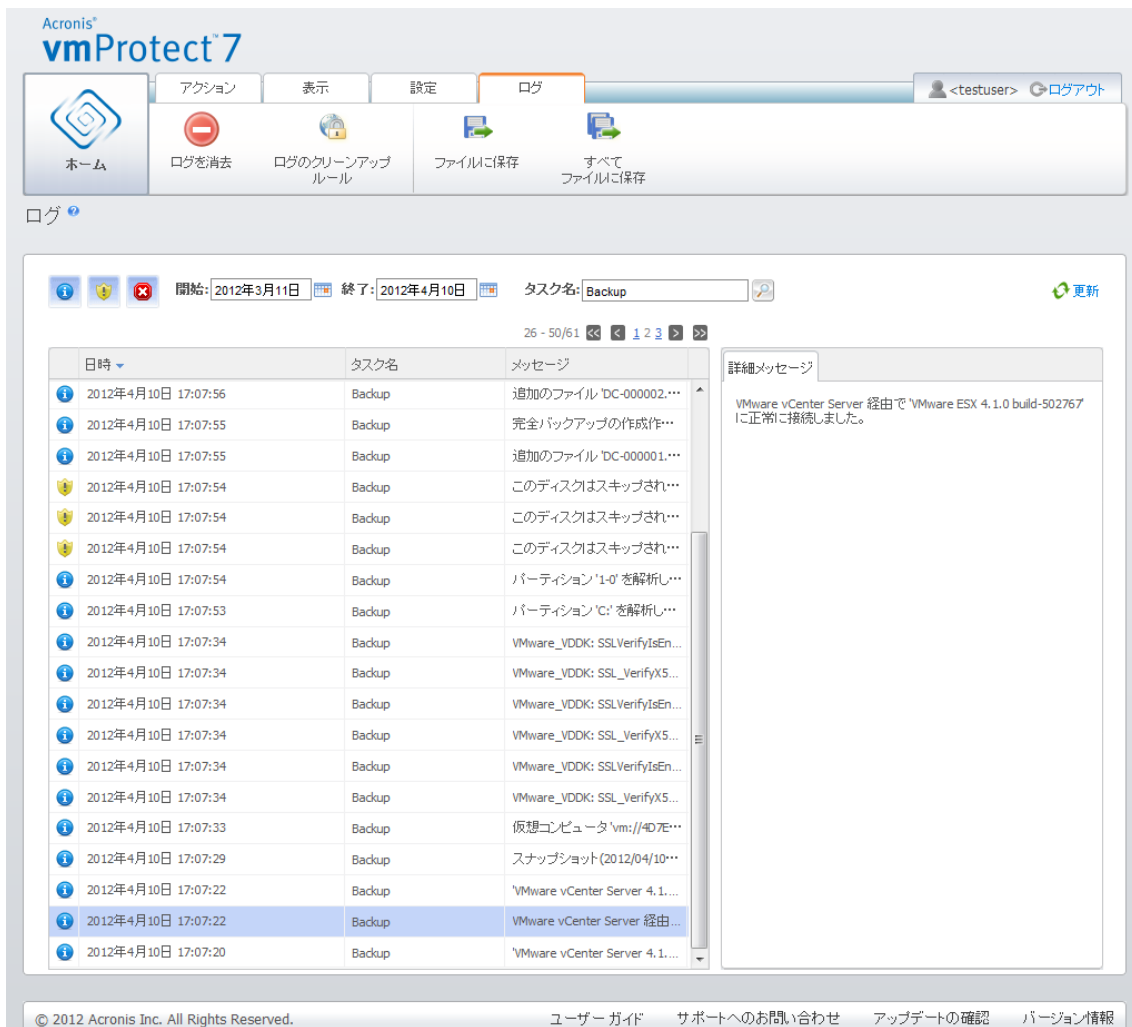 Acronis®
vmProtect™7
アクション 表示 設定 ログ
<testuser> ログアウト
ホーム
ログを消去
ログのクリーンアップ
ルール
ファイルに保存
すべて
ファイルに保存
ログ
開始: 2012年3月11日 終了: 2012年4月10日 タスク名: Backup 更新
26 - 50/61 1 2 3
日時 タスク名 メッセージ
2012年4月10日 17:07:56 Backup 追加のファイル 'DC-000002.…
2012年4月10日 17:07:55 Backup 完全バックアップの作成作…
2012年4月10日 17:07:55 Backup 追加のファイル 'DC-000001.…
2012年4月10日 17:07:54 Backup このディスクはスキップされ…
2012年4月10日 17:07:54 Backup このディスクはスキップされ…
2012年4月10日 17:07:54 Backup このディスクはスキップされ…
2012年4月10日 17:07:54 Backup パーティション '1-0' を解析し…
2012年4月10日 17:07:53 Backup パーティション 'C:' を解析し…
2012年4月10日 17:07:34 Backup VMware_VDDK: SSLVerifyIsEn...
2012年4月10日 17:07:34 Backup VMware_VDDK: SSL_VerifyX5...
2012年4月10日 17:07:34 Backup VMware_VDDK: SSLVerifyIsEn...
2012年4月10日 17:07:34 Backup VMware_VDDK: SSL_VerifyX5...
2012年4月10日 17:07:34 Backup VMware_VDDK: SSLVerifyIsEn...
2012年4月10日 17:07:34 Backup VMware_VDDK: SSL_VerifyX5...
2012年4月10日 17:07:33 Backup 仮想コンピュータ 'vm://4D7E…
2012年4月10日 17:07:29 Backup スナップショット(2012/04/10…
2012年4月10日 17:07:22 Backup 'VMware vCenter Server 4.1....
2012年4月10日 17:07:22 Backup VMware vCenter Server 経由...
2012年4月10日 17:07:20 Backup 'VMware vCenter Server 4.1....
詳細メッセージ
VMware vCenter Server 経由で 'VMware ESX 4.1.0 build-502767'
に正常に接続しました。
© 2012 Acronis Inc. All Rights Reserved. ユーザー ガイド サポートへのお問い合わせ アップデートの確認 バージョン情報